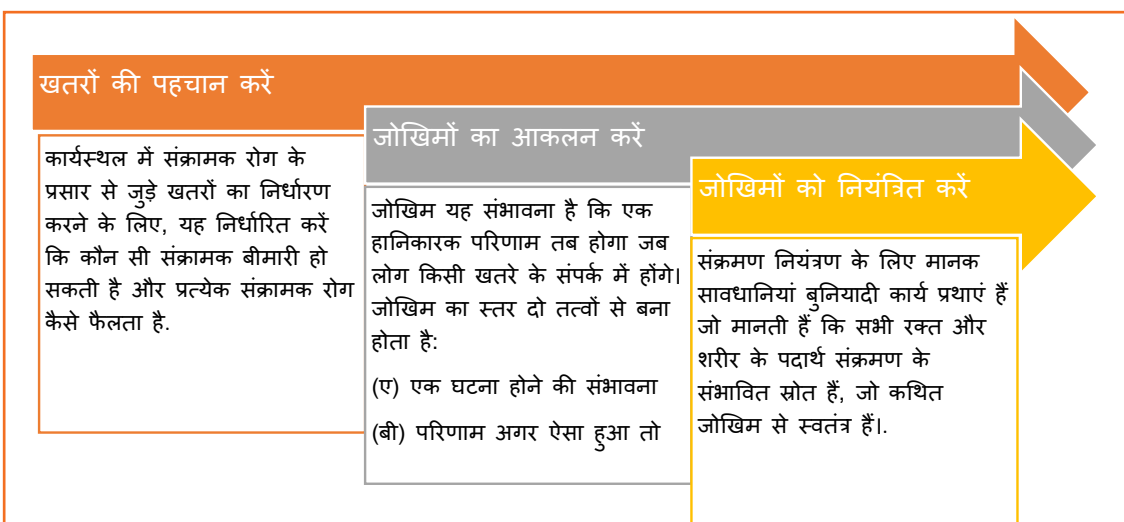 खतरों की पहचान करें
कार्यस्थल में संक्रामक रोग के
प्रसार से जुड़े खतरों का निर्धारण
करने के लिए, यह निर्धारित करें
कि कौन सी संक्रामक बीमारी हो
सकती है और प्रत्येक संक्रामक रोग
कैसे फैलता है.
जोखिमों का आकलन करें
जोखिम यह संभावना है कि एक
हानिकारक परिणाम तब होगा जब
लोग किसी खतरे के संपर्क में होंगे।
जोखिम का स्तर दो तत्वों से बना
होता है:
(ए) एक घटना होने की संभावना
(बी) परिणाम अगर ऐसा हुआ तो
जोखिमों को नियंत्रित करें
संक्रमण नियंत्रण के लिए मानक
सावधानियां बुनियादी कार्य प्रथाएं हैं
जो मानती हैं कि सभी रक्त और
शरीर के पदार्थ संक्रमण के
संभावित स्रोत हैं, जो कथित
जोखिम से स्वतंत्र हैं।.